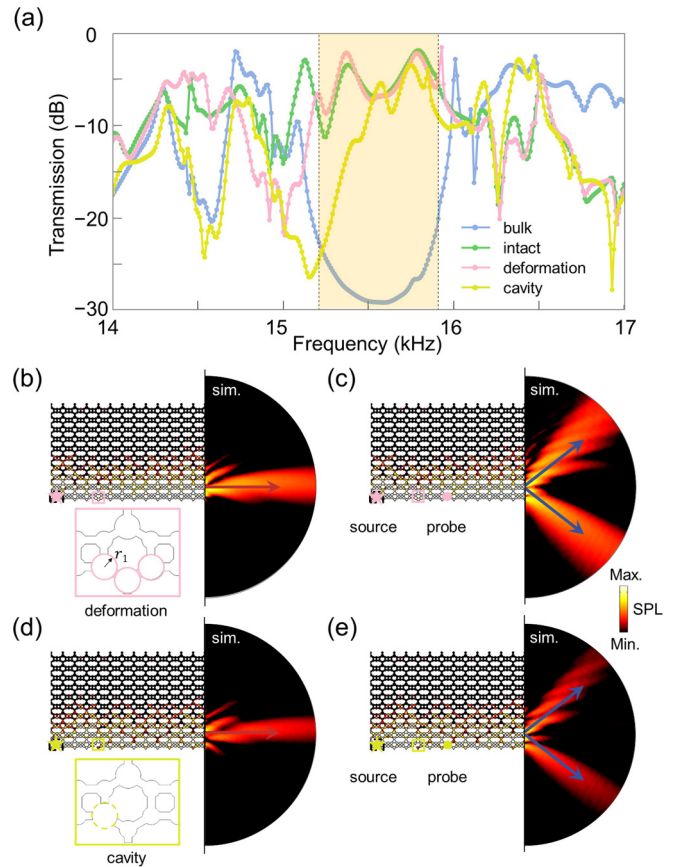 (a)
0
−10
−20
−30
Transmission (dB)
bulk
intact
deformation
cavity
14 15 16 17
Frequency (kHz)
(b) (c)
sim. sim.
source probe
r1
deformation
Max.
SPL
Min.
(d) (e)
sim. sim.
source probe
cavity